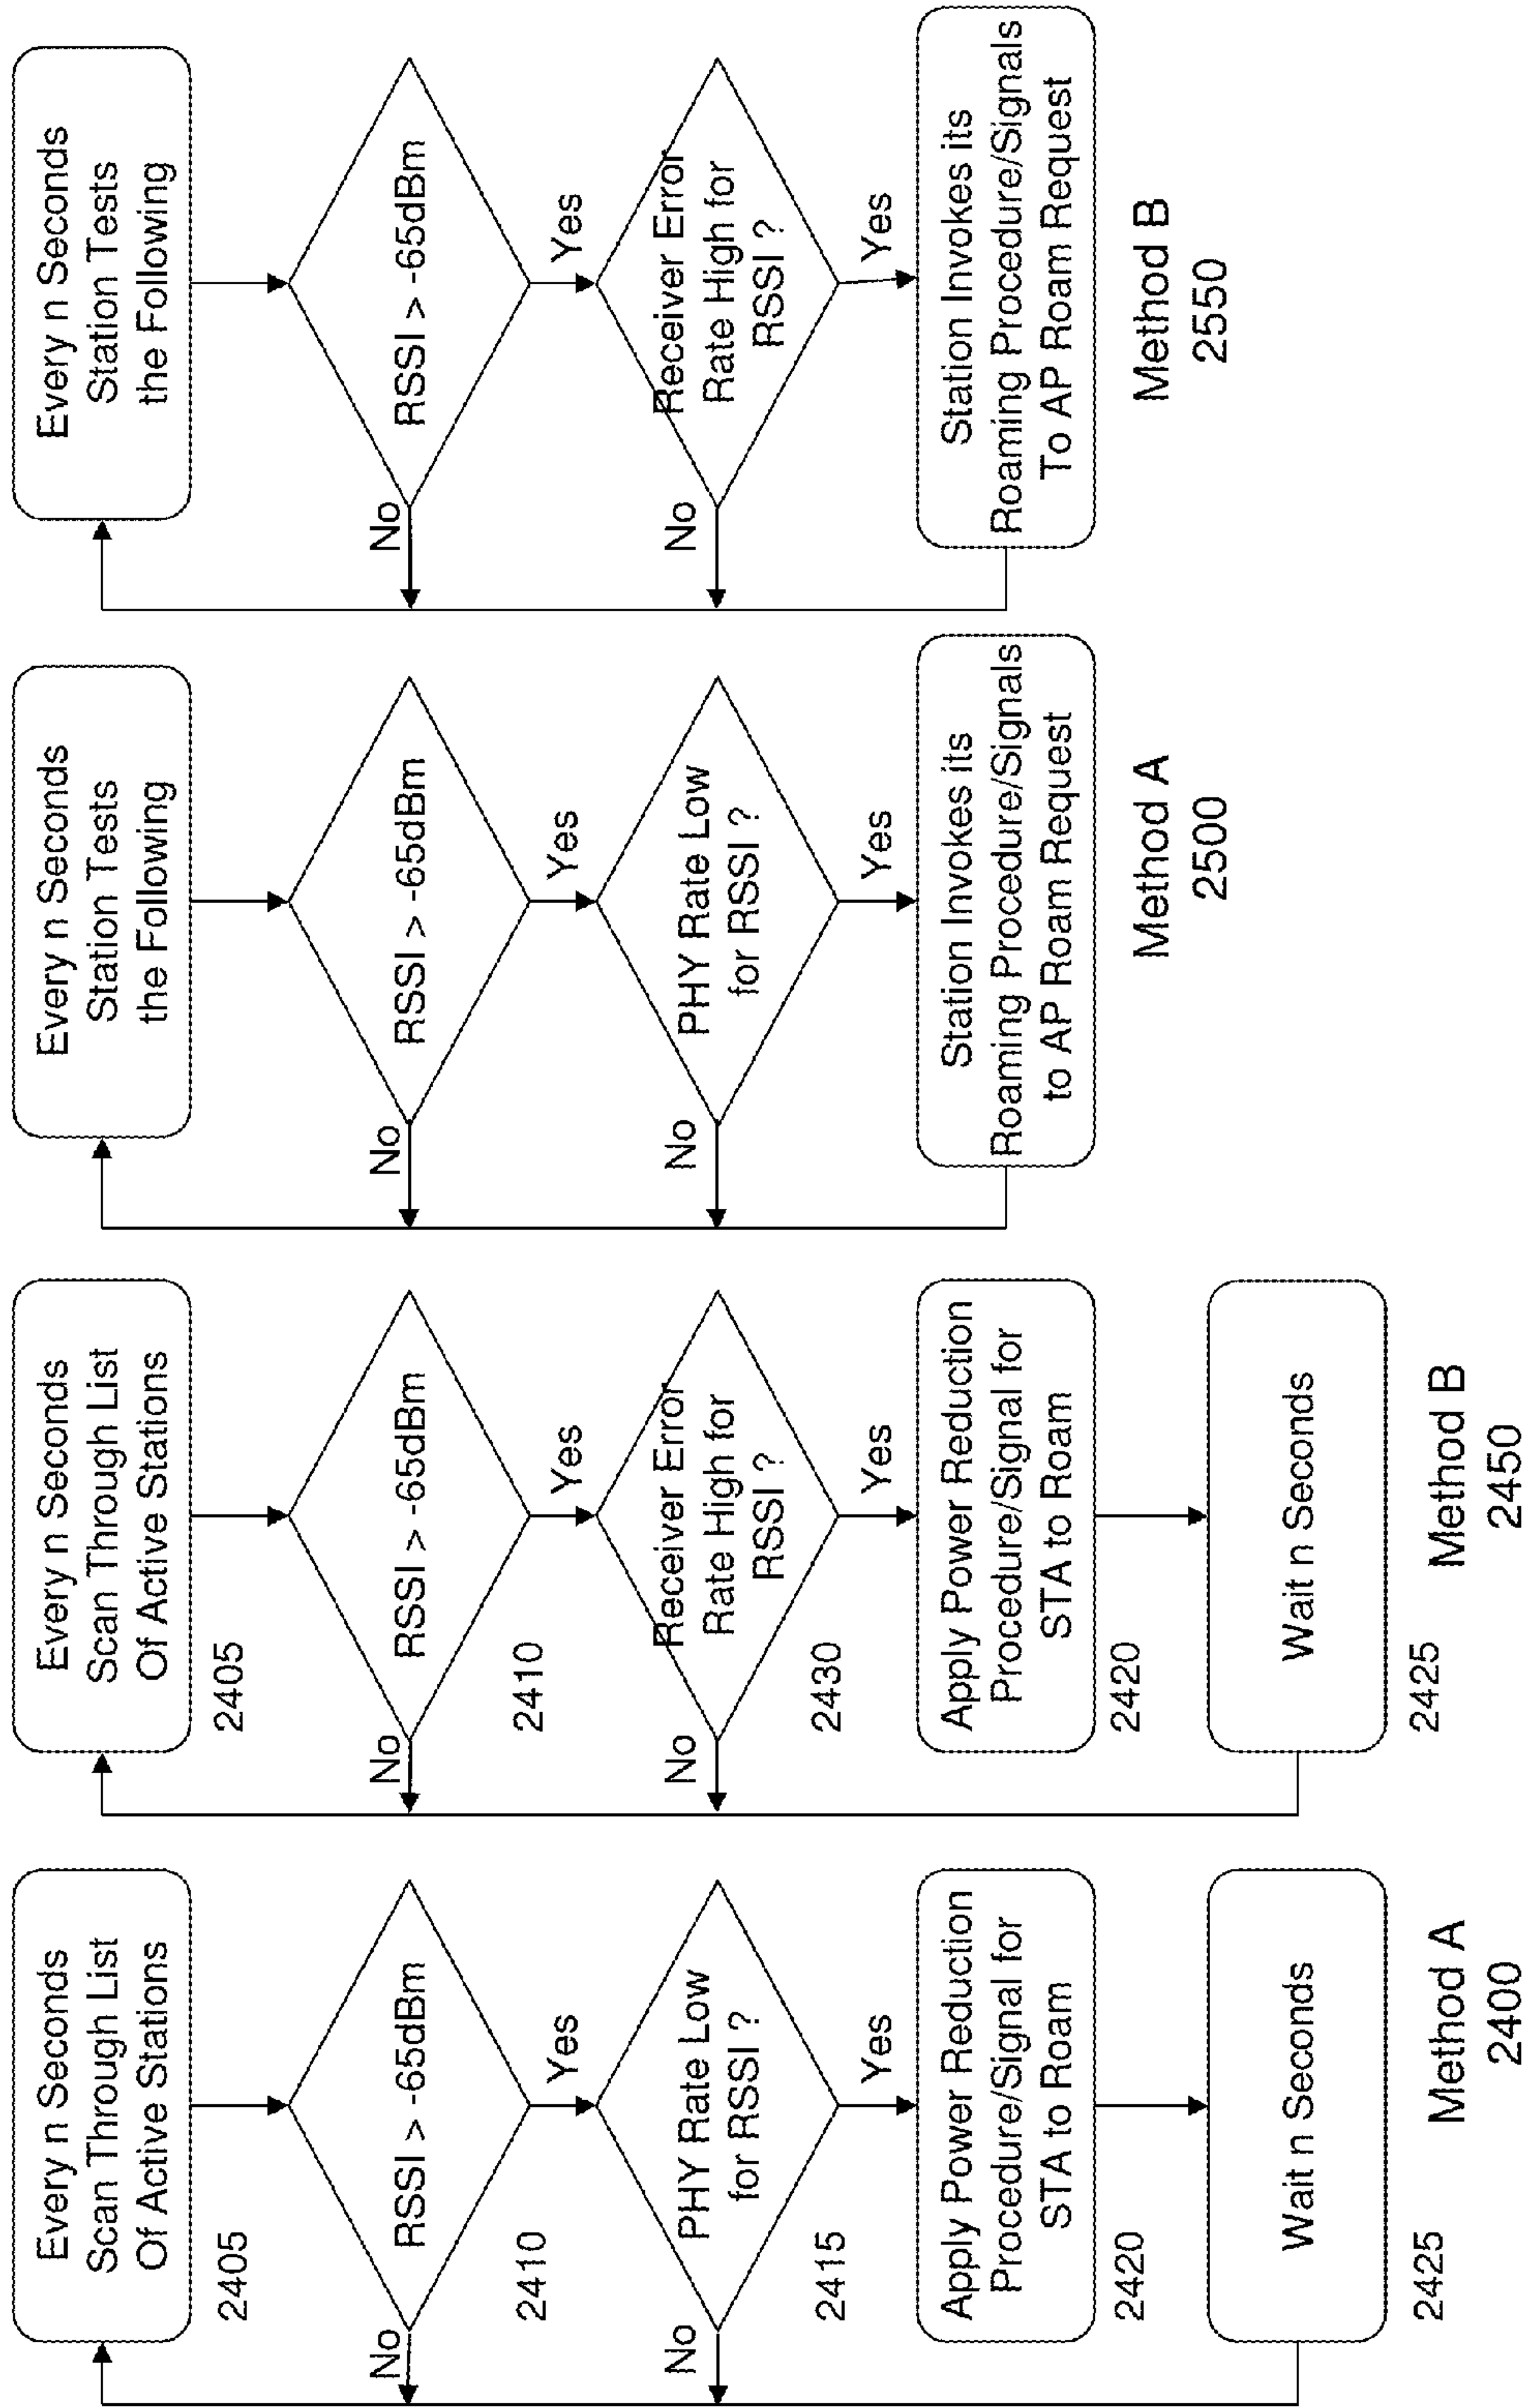 Every n Seconds
Scan Through List
Of Active Stations
2405
RSSI > -65dBm
No
2410
Yes
PHY Rate Low
for RSSI ?
No
2415
Yes
Apply Power Reduction
Procedure/Signal for
STA to Roam
2420
Wait n Seconds
2425
Method A
2400
Every n Seconds
Scan Through List
Of Active Stations
2405
RSSI > -65dBm
No
2410
Yes
Receiver Error
Rate High for
RSSI ?
No
2430
Yes
Apply Power Reduction
Procedure/Signal for
STA to Roam
2420
Wait n Seconds
2425
Method B
2450
Every n Seconds
Station Tests
the Following
RSSI > -65dBm
No
Yes
PHY Rate Low
for RSSI ?
No
Yes
Station Invokes its
Roaming Procedure/Signals
to AP Roam Request
Method A
2500
Every n Seconds
Station Tests
the Following
RSSI > -65dBm
No
Yes
Receiver Error
Rate High for
RSSI ?
No
Yes
Station Invokes its
Roaming Procedure/Signals
To AP Roam Request
Method B
2550